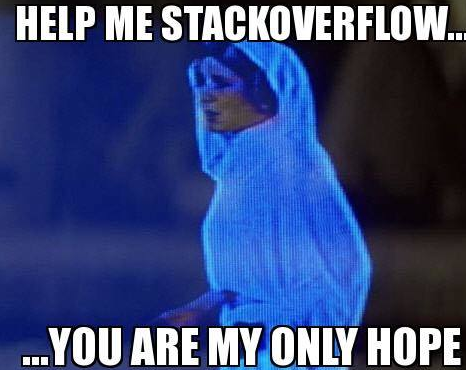 HELP ME STACKOVERFLOW...
...YOU ARE MY ONLY HOPE